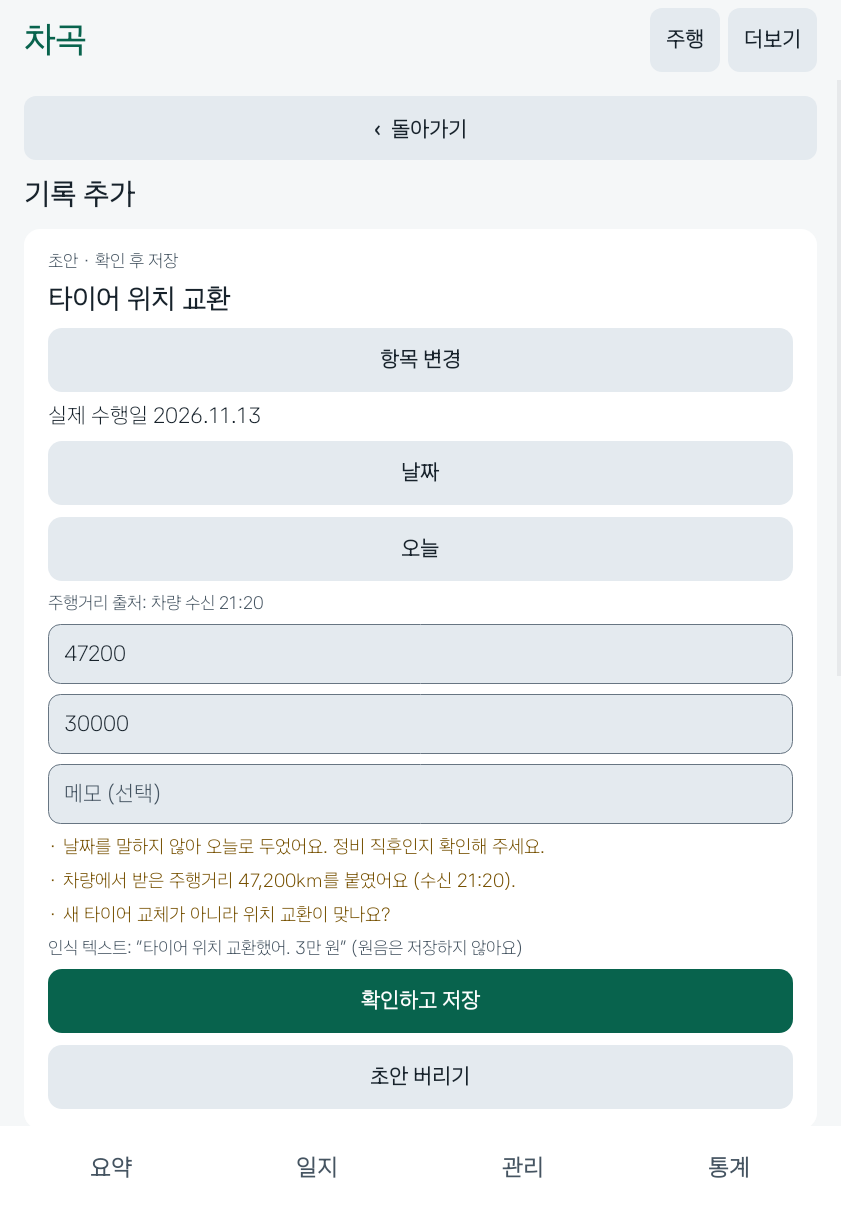 차곡
주행
더보기
‹ 돌아가기
기록 추가
초안 · 확인 후 저장
타이어 위치 교환
항목 변경
실제 수행일 2026.11.13
날짜
오늘
주행거리 출처: 차량 수신 21:20
47200
30000
메모 (선택)
· 날짜를 말하지 않아 오늘로 두었어요. 정비 직후인지 확인해 주세요.
· 차량에서 받은 주행거리 47,200km를 붙였어요 (수신 21:20).
· 새 타이어 교체가 아니라 위치 교환이 맞나요?
인식 텍스트: “타이어 위치 교환했어. 3만 원” (원음은 저장하지 않아요)
확인하고 저장
초안 버리기
요약
일지
관리
통계